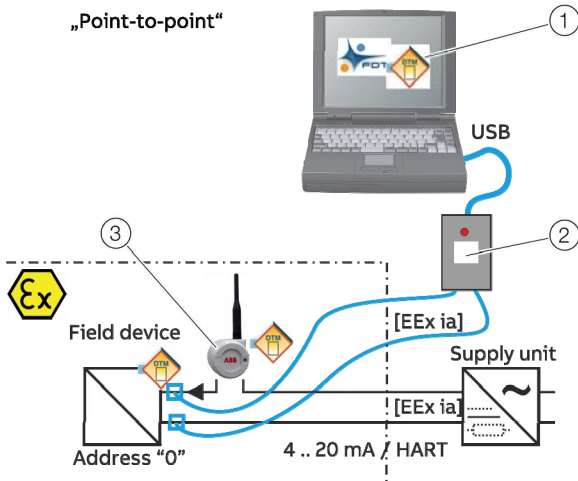 „Point-to-point“
1
FDT
DTM
USB
2
3
Ex
Field device
DTM
ABB
DTM
[EEx ia]
Supply unit
[EEx ia]
Address "0"
4 .. 20 mA / HART